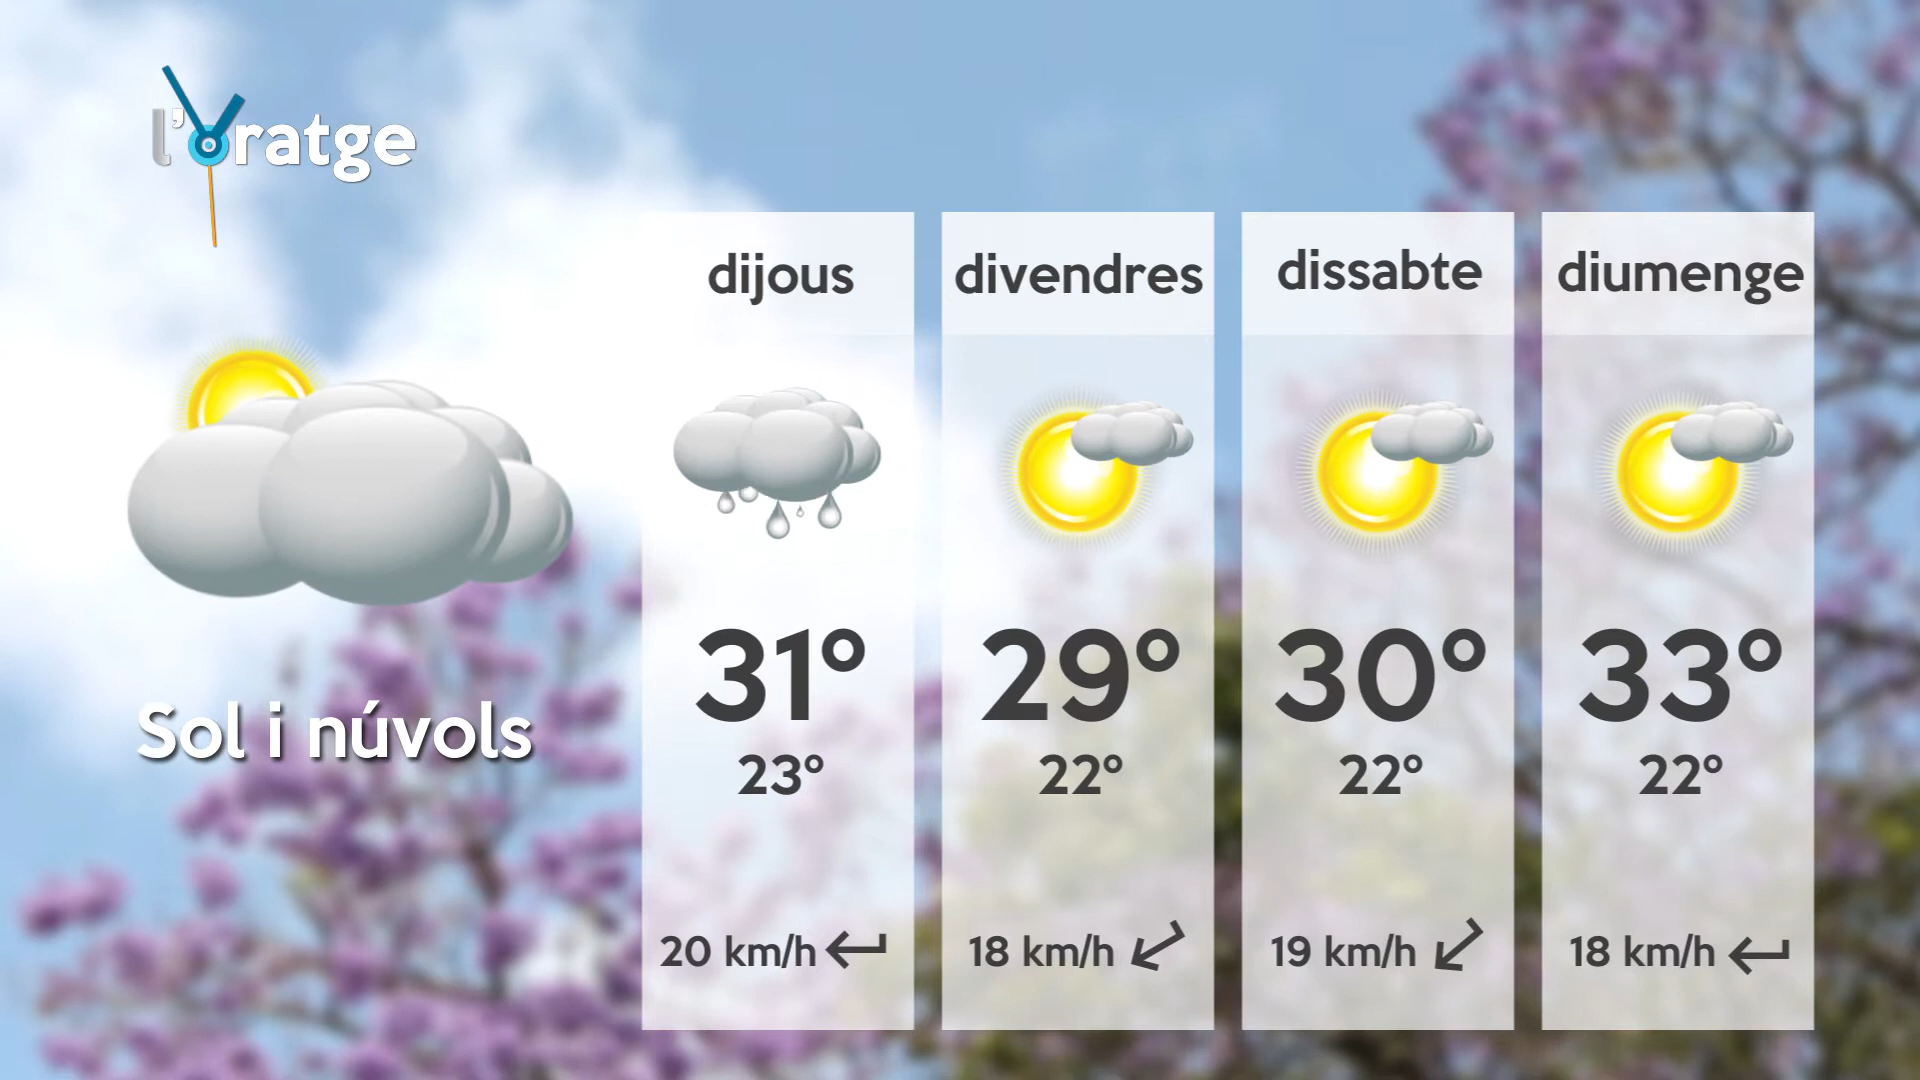 l'Oratge
Sol i núvols
dijous
31°
23°
20 km/h
divendres
29°
22°
18 km/h
dissabte
30°
22°
19 km/h
diumenge
33°
22°
18 km/h